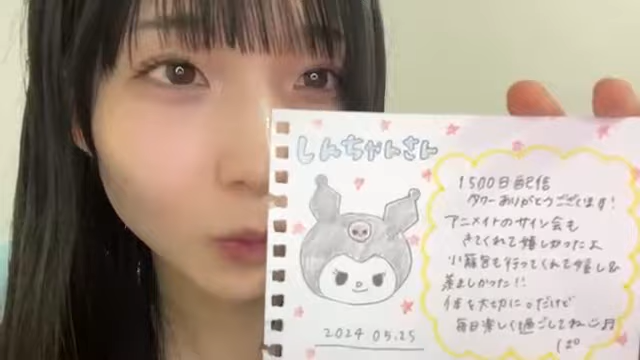 しんちゃんさん
1500日配信
タワーありがとうございます!
アニメイトのサイン会も
きてくれて嬉しかったよ
小籠包も行ってくれて嬉し&
羨ましかった!!
体を大切に。だけど
毎日楽しく過ごしてね
2024 05.25